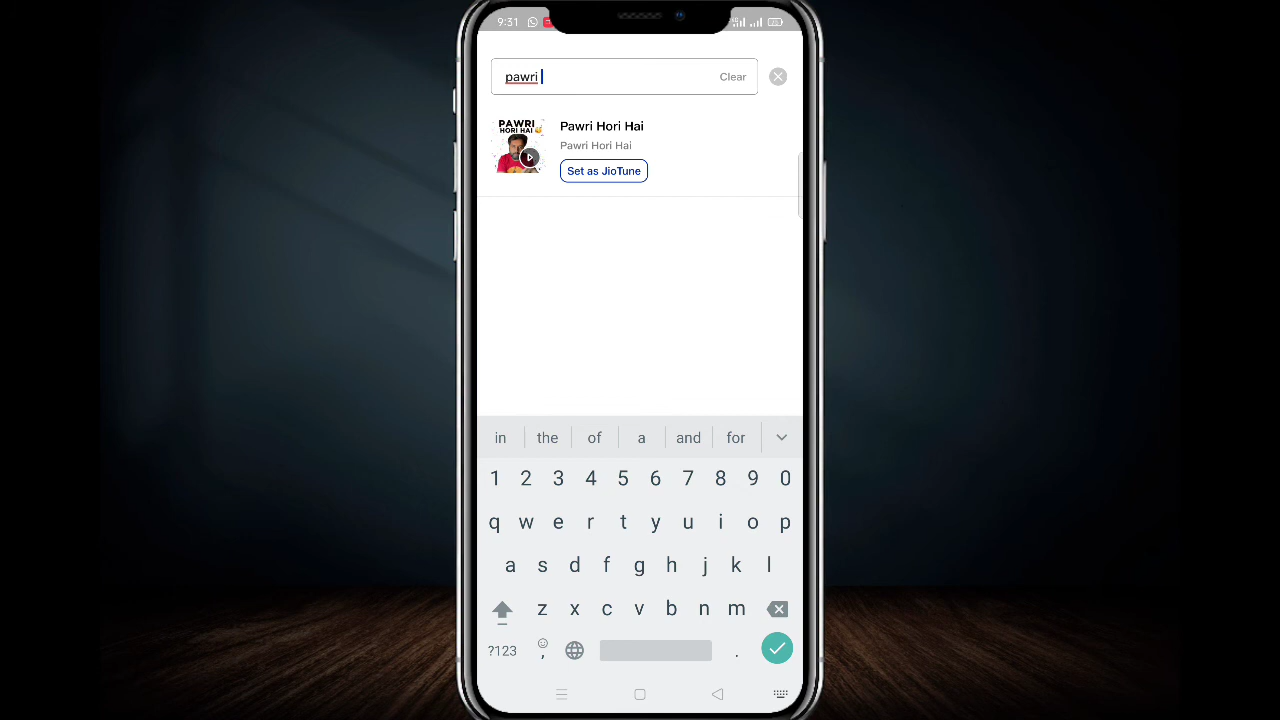 9:31
pawri
Clear
PAWRI
HORI HAI
Pawri Hori Hai
Pawri Hori Hai
Set as JioTune
in the of a and for
1 2 3 4 5 6 7 8 9 0
q w e r t y u i o p
a s d f g h j k l
z x c v b n m
?123 , .